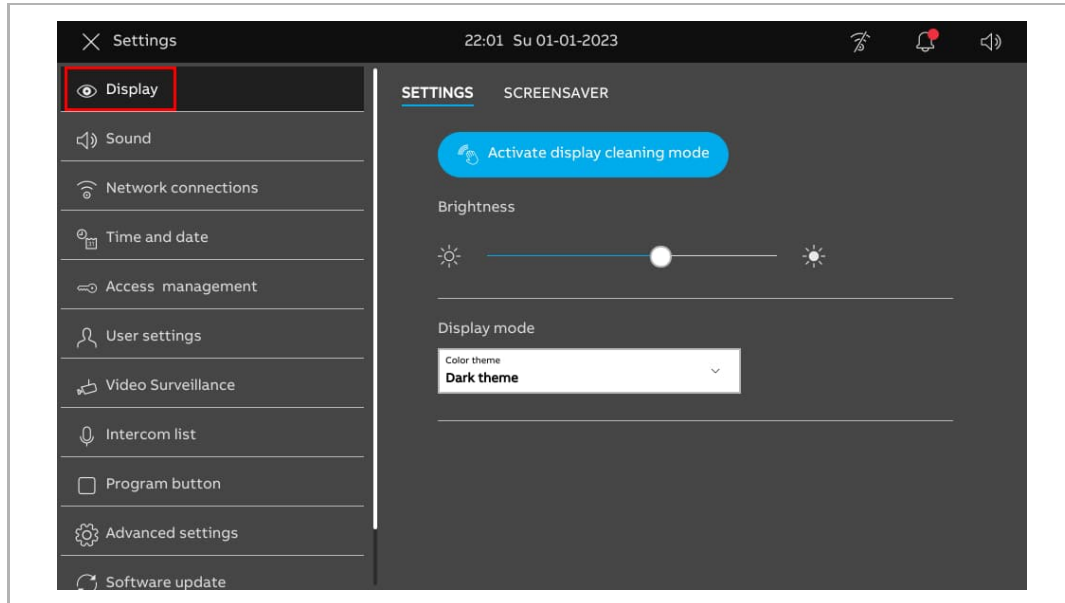 Settings
22:01 Su 01-01-2023
Display
Sound
Network connections
Time and date
Access management
User settings
Video Surveillance
Intercom list
Program button
Advanced settings
Software update
SETTINGS SCREENSAVER
Activate display cleaning mode
Brightness
Display mode
Color theme
Dark theme